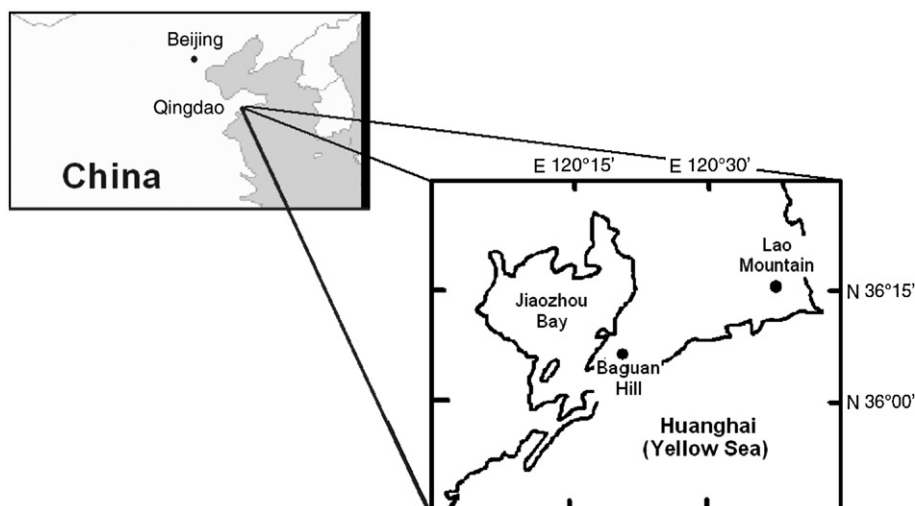 Beijing
Qingdao
China
E 120°15'
E 120°30'
Lao
Mountain
N 36°15'
Jiaozhou
Bay
Baguan
Hill
N 36°00'
Huanghai
(Yellow Sea)